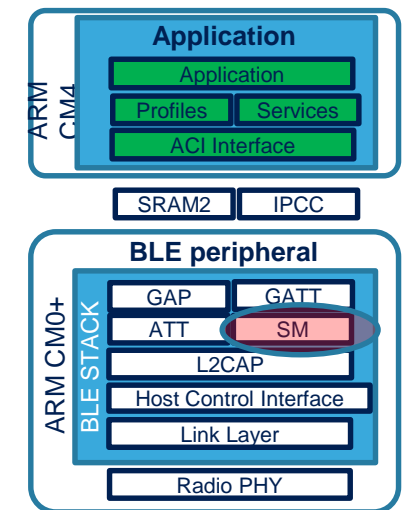 Application
ARM CM4
Application
Profiles Services
ACI Interface
SRAM2 IPCC
BLE peripheral
ARM CM0+
BLE STACK
GAP GATT
ATT SM
L2CAP
Host Control Interface
Link Layer
Radio PHY